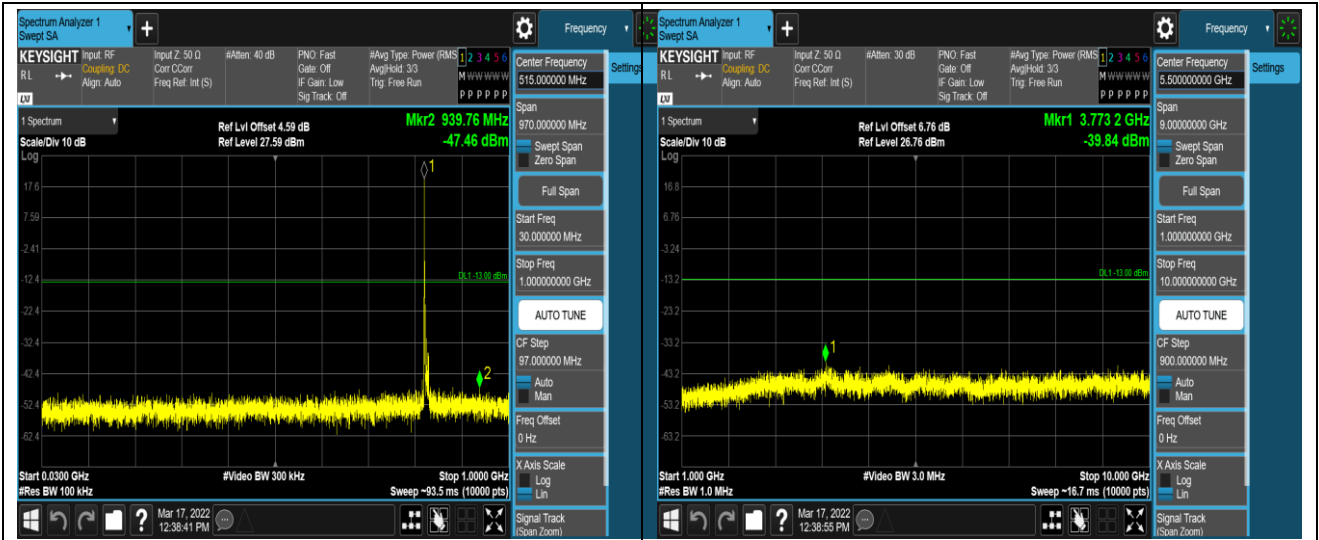 Spectrum Analyzer 1
Swept SA
Frequency
KEYSIGHT
RL
LXI
Input: RF
Coupling: DC
Align: Auto
Input Z: 50 Ω
Corr CCorr
Freq Ref: Int (S)
#Atten: 40 dB
PNO: Fast
Gate: Off
IF Gain: Low
Sig Track: Off
#Avg Type: Power (RMS
Avg|Hold: 3/3
Trig: Free Run
1 2 3 4 5 6
M W W W W W
P P P P P P
1 Spectrum
Scale/Div 10 dB
Log
Ref Lvl Offset 4.59 dB
Ref Level 27.59 dBm
Mkr2 939.76 MHz
-47.46 dBm
1
17.6
7.59
-2.41
-12.4
DL1 -13.00 dBm
-22.4
-32.4
-42.4
2
-52.4
-62.4
Start 0.0300 GHz
#Res BW 100 kHz
#Video BW 300 kHz
Stop 1.0000 GHz
Sweep ~93.5 ms (10000 pts)
Mar 17, 2022
12:38:41 PM
Center Frequency
515.000000 MHz
Settings
Span
970.000000 MHz
Swept Span
Zero Span
Full Span
Start Freq
30.000000 MHz
Stop Freq
1.000000000 GHz
AUTO TUNE
CF Step
97.000000 MHz
Auto
Man
Freq Offset
0 Hz
X Axis Scale
Log
Lin
Signal Track
(Span Zoom)
Spectrum Analyzer 1
Swept SA
Frequency
KEYSIGHT
RL
LXI
Input: RF
Coupling: DC
Align: Auto
Input Z: 50 Ω
Corr CCorr
Freq Ref: Int (S)
#Atten: 30 dB
PNO: Fast
Gate: Off
IF Gain: Low
Sig Track: Off
#Avg Type: Power (RMS
Avg|Hold: 3/3
Trig: Free Run
1 2 3 4 5 6
M W W W W W
P P P P P P
1 Spectrum
Scale/Div 10 dB
Log
Ref Lvl Offset 6.76 dB
Ref Level 26.76 dBm
Mkr1 3.773 2 GHz
-39.84 dBm
16.8
6.76
-3.24
-13.2
DL1 -13.00 dBm
-23.2
-33.2
1
-43.2
-53.2
-63.2
Start 1.000 GHz
#Res BW 1.0 MHz
#Video BW 3.0 MHz
Stop 10.000 GHz
Sweep ~16.7 ms (10000 pts)
Mar 17, 2022
12:38:55 PM
Center Frequency
5.500000000 GHz
Settings
Span
9.00000000 GHz
Swept Span
Zero Span
Full Span
Start Freq
1.000000000 GHz
Stop Freq
10.000000000 GHz
AUTO TUNE
CF Step
900.000000 MHz
Auto
Man
Freq Offset
0 Hz
X Axis Scale
Log
Lin
Signal Track
(Span Zoom)